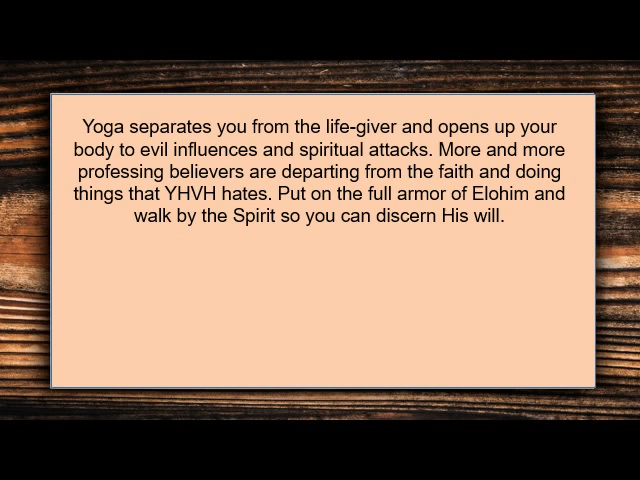 Yoga separates you from the life-giver and opens up your
body to evil influences and spiritual attacks. More and more
professing believers are departing from the faith and doing
things that YHVH hates. Put on the full armor of Elohim and
walk by the Spirit so you can discern His will.